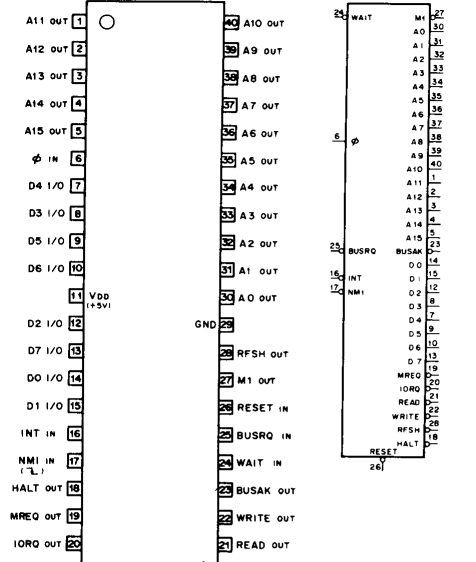 A11 OUT 1
A12 OUT 2
A13 OUT 3
A14 OUT 4
A15 OUT 5
ϕ IN 6
D4 I/O 7
D3 I/O 8
D5 I/O 9
D6 I/O 10
11 VDD
(+5V)
D2 I/O 12
D7 I/O 13
D0 I/O 14
D1 I/O 15
INT IN 16
NMI IN 17
HALT OUT 18
MREQ OUT 19
IORQ OUT 20
40 A10 OUT
39 A9 OUT
38 A8 OUT
37 A7 OUT
36 A6 OUT
35 A5 OUT
34 A4 OUT
33 A3 OUT
32 A2 OUT
31 A1 OUT
30 A0 OUT
GND 29
28 RFSH OUT
27 M1 OUT
26 RESET IN
25 BUSRQ IN
24 WAIT IN
23 BUSAK OUT
22 WRITE OUT
21 READ OUT
24 WAIT
6 ϕ
25 BUSRQ
16 INT
17 NMI
M1 27
A0 30
A1 31
A2 32
A3 33
A4 34
A5 35
A6 36
A7 37
A8 38
A9 39
A10 40
A11 1
A12 2
A13 3
A14 4
A15 5
BUSAK 23
D0 14
D1 15
D2 12
D3 8
D4 7
D5 9
D6 10
D7 13
MREQ 19
IORQ 20
READ 21
WRITE 22
RFSH 28
HALT 18
RESET
26